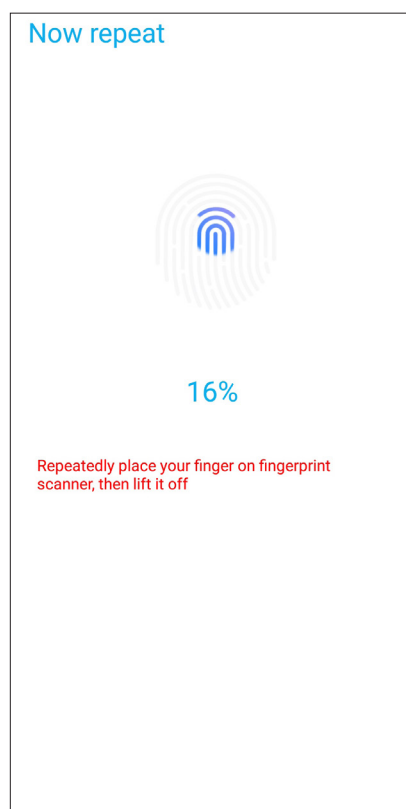 Now repeat
16%
Repeatedly place your finger on fingerprint
scanner, then lift it off